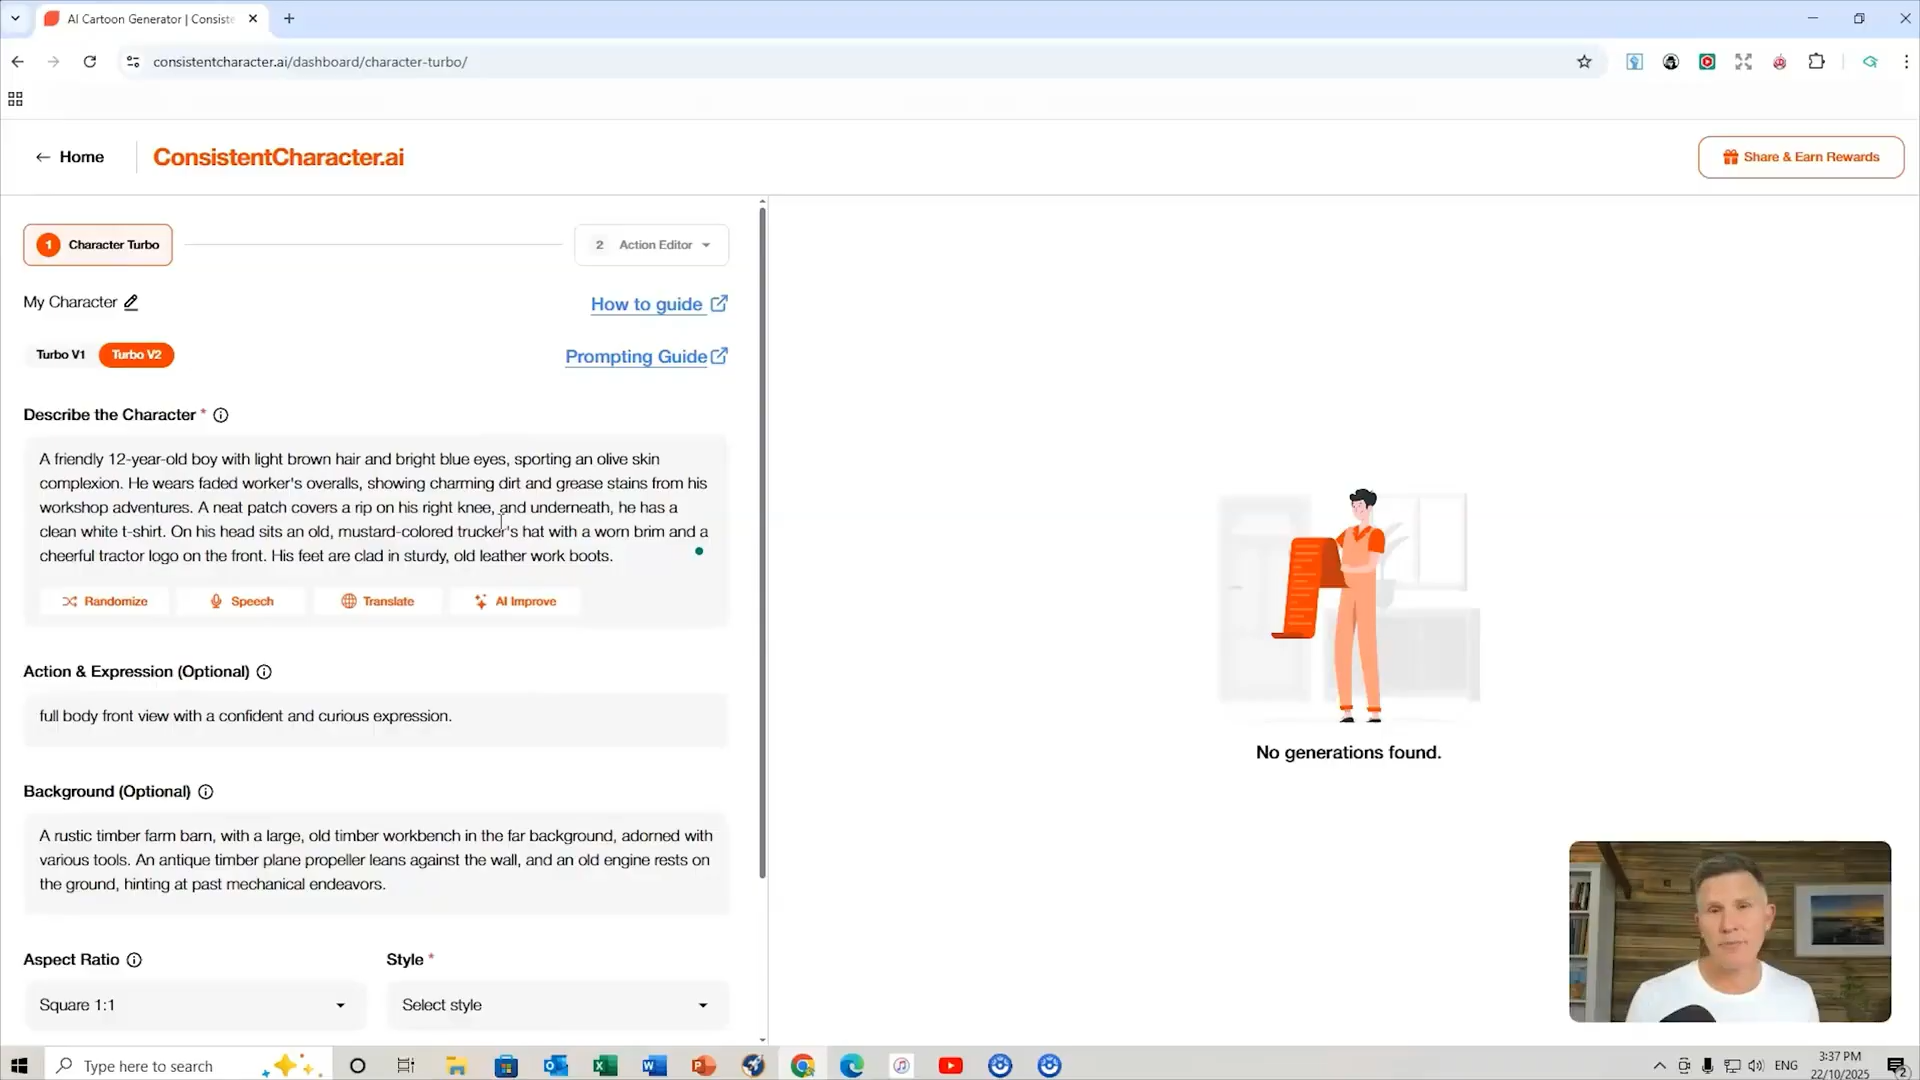 AI Cartoon Generator | Consiste
consistentcharacter.ai/dashboard/character-turbo/
Home
ConsistentCharacter.ai
Share & Earn Rewards
1 Character Turbo
2 Action Editor
My Character
How to guide
Turbo V1 Turbo V2
Prompting Guide
Describe the Character *
A friendly 12-year-old boy with light brown hair and bright blue eyes, sporting an olive skin
complexion. He wears faded worker's overalls, showing charming dirt and grease stains from his
workshop adventures. A neat patch covers a rip on his right knee, and underneath, he has a
clean white t-shirt. On his head sits an old, mustard-colored trucker's hat with a worn brim and a
cheerful tractor logo on the front. His feet are clad in sturdy, old leather work boots.
Randomize Speech Translate AI Improve
Action & Expression (Optional)
full body front view with a confident and curious expression.
Background (Optional)
A rustic timber farm barn, with a large, old timber workbench in the far background, adorned with
various tools. An antique timber plane propeller leans against the wall, and an old engine rests on
the ground, hinting at past mechanical endeavors.
Aspect Ratio
Style *
Square 1:1
Select style
No generations found.
Type here to search
ENG
3:37 PM
22/10/2025
2